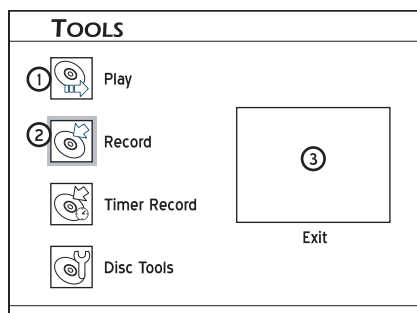 TOOLS
1 Play
2 Record
3
Timer Record
Exit
Disc Tools